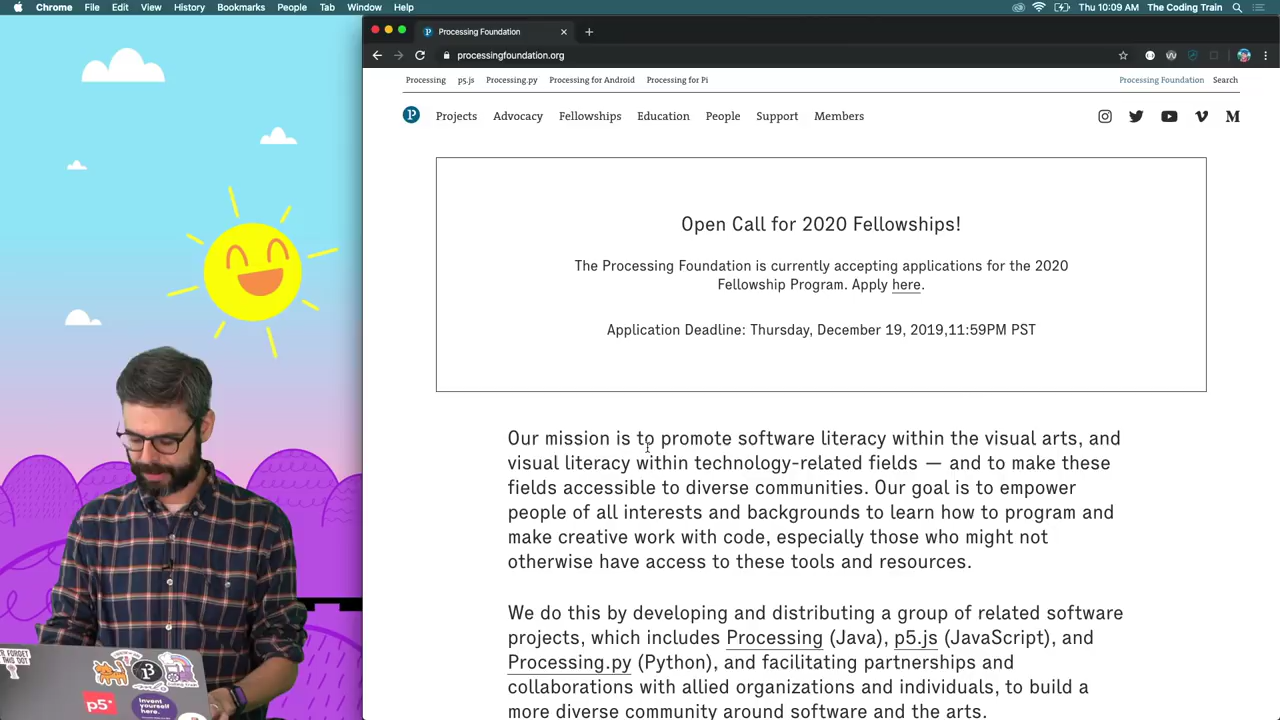 Chrome File Edit View History Bookmarks People Tab Window Help
Thu 10:09 AM The Coding Train
Processing Foundation
processingfoundation.org
Processing p5.js Processing.py Processing for Android Processing for Pi
Processing Foundation Search
Projects Advocacy Fellowships Education People Support Members
Open Call for 2020 Fellowships!
The Processing Foundation is currently accepting applications for the 2020
Fellowship Program. Apply here.
Application Deadline: Thursday, December 19, 2019,11:59PM PST
Our mission is to promote software literacy within the visual arts, and
visual literacy within technology-related fields — and to make these
fields accessible to diverse communities. Our goal is to empower
people of all interests and backgrounds to learn how to program and
make creative work with code, especially those who might not
otherwise have access to these tools and resources.
We do this by developing and distributing a group of related software
projects, which includes Processing (Java), p5.js (JavaScript), and
Processing.py (Python), and facilitating partnerships and
collaborations with allied organizations and individuals, to build a
more diverse community around software and the arts.
FORGET
THIS DOT
p5*
Invent
yourself
here.